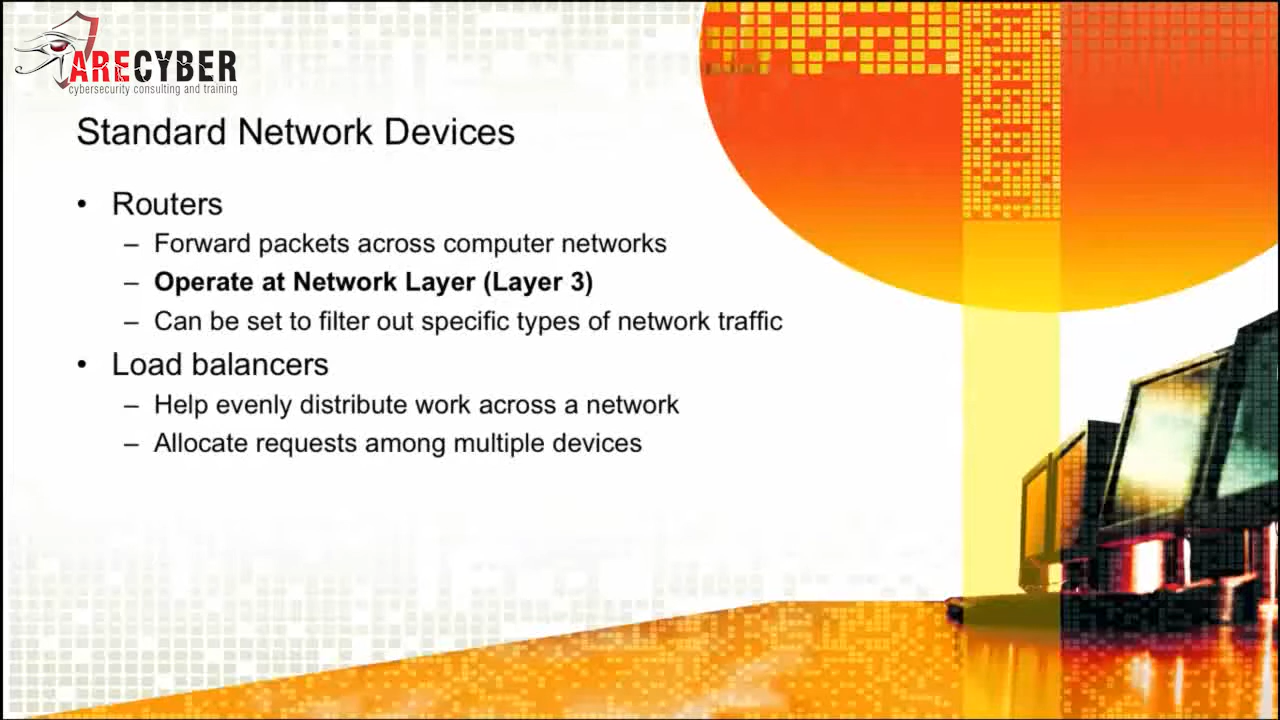 ARECYBER
cybersecurity consulting and training
Standard Network Devices
• Routers
– Forward packets across computer networks
– Operate at Network Layer (Layer 3)
– Can be set to filter out specific types of network traffic
• Load balancers
– Help evenly distribute work across a network
– Allocate requests among multiple devices